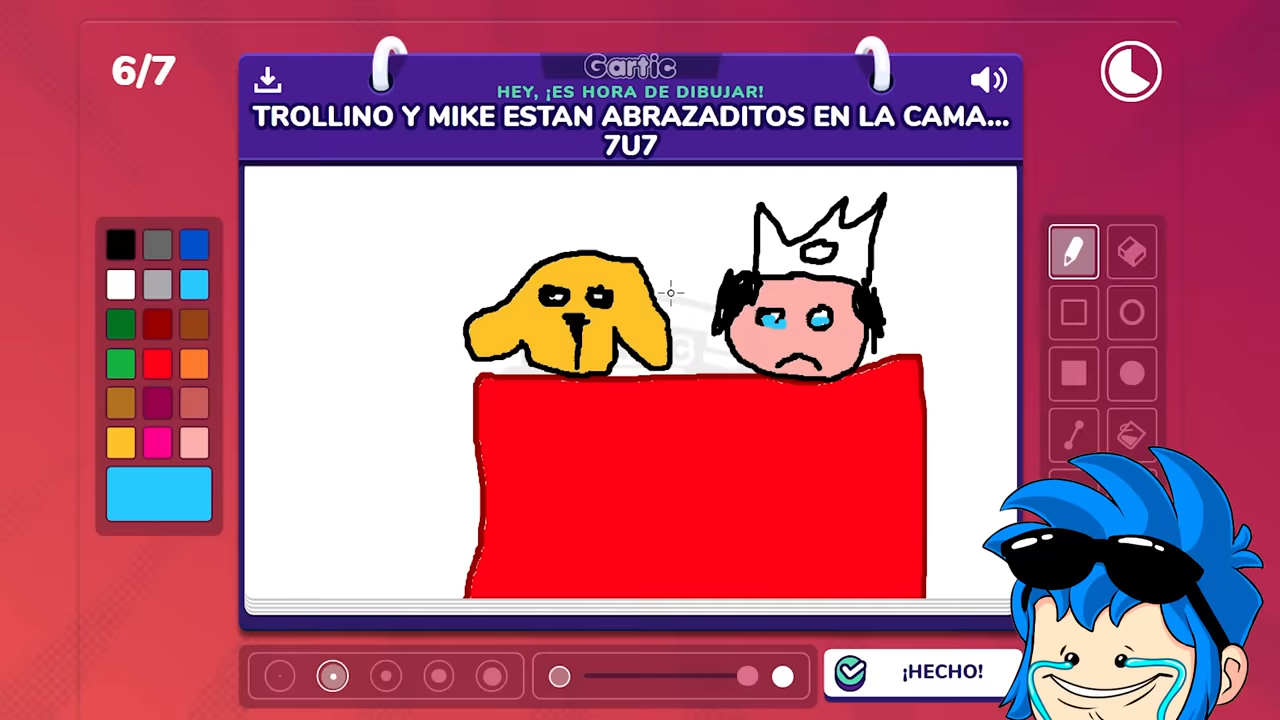 6/7
Gartic
HEY, ¡ES HORA DE DIBUJAR!
TROLLINO Y MIKE ESTAN ABRAZADITOS EN LA CAMA...
7U7
¡HECHO!